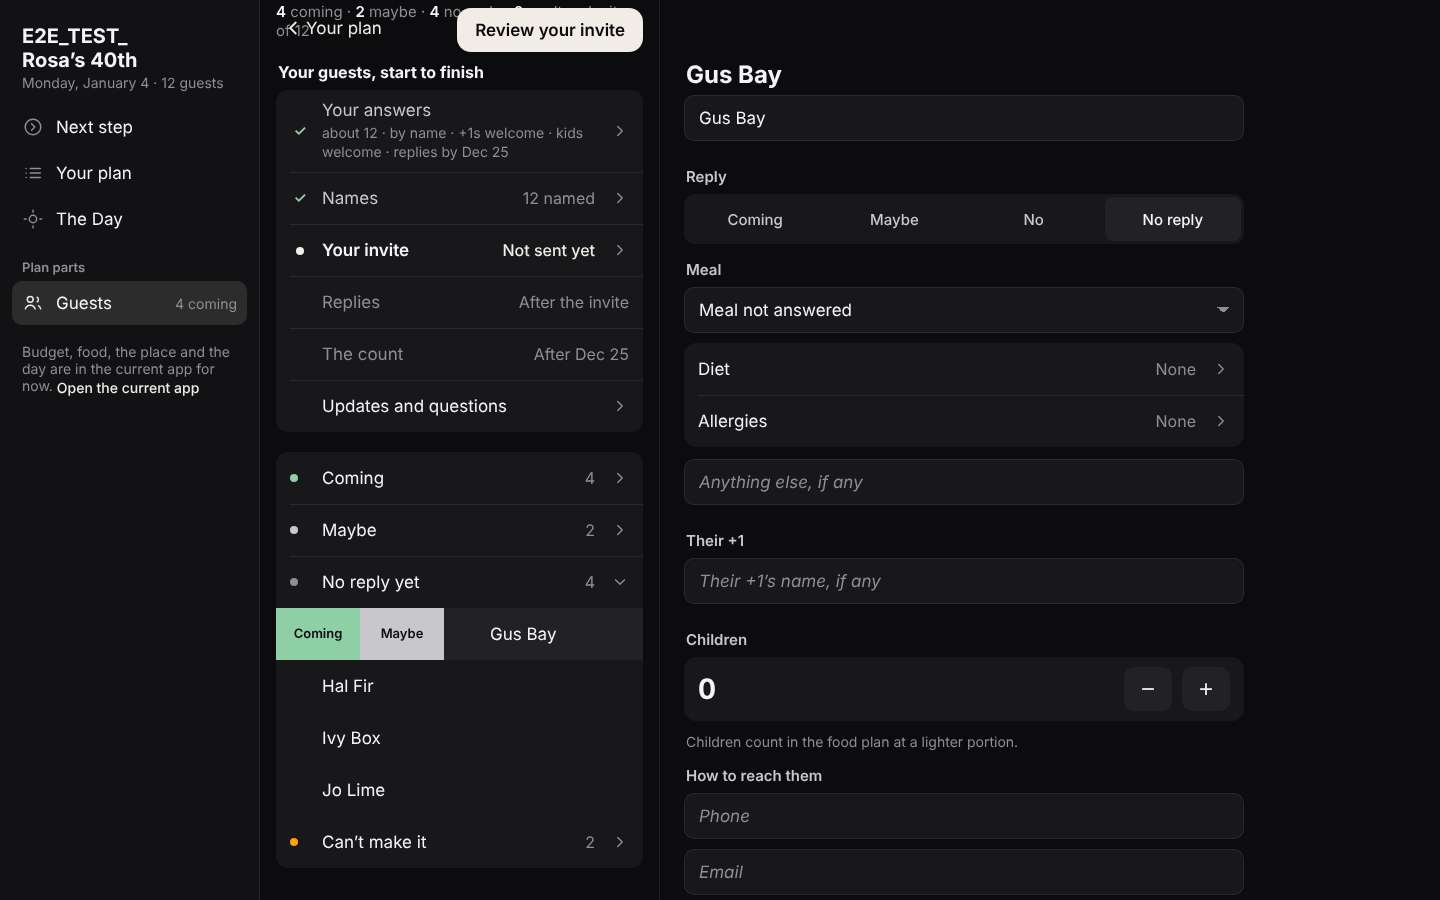 E2E_TEST_
Rosa’s 40th
Monday, January 4 · 12 guests
Next step
Your plan
The Day
Plan parts
Guests 4 coming
Budget, food, the place and the
day are in the current app for
now. Open the current app
4 coming · 2 maybe · 4 no
of 12
Your plan
Review your invite
Your guests, start to finish
Your answers
about 12 · by name · +1s welcome · kids
welcome · replies by Dec 25
Names 12 named
Your invite Not sent yet
Replies After the invite
The count After Dec 25
Updates and questions
Coming 4
Maybe 2
No reply yet 4
Coming Maybe Gus Bay
Hal Fir
Ivy Box
Jo Lime
Can’t make it 2
Gus Bay
Gus Bay
Reply
Coming Maybe No No reply
Meal
Meal not answered
Diet None
Allergies None
Anything else, if any
Their +1
Their +1’s name, if any
Children
0 − +
Children count in the food plan at a lighter portion.
How to reach them
Phone
Email